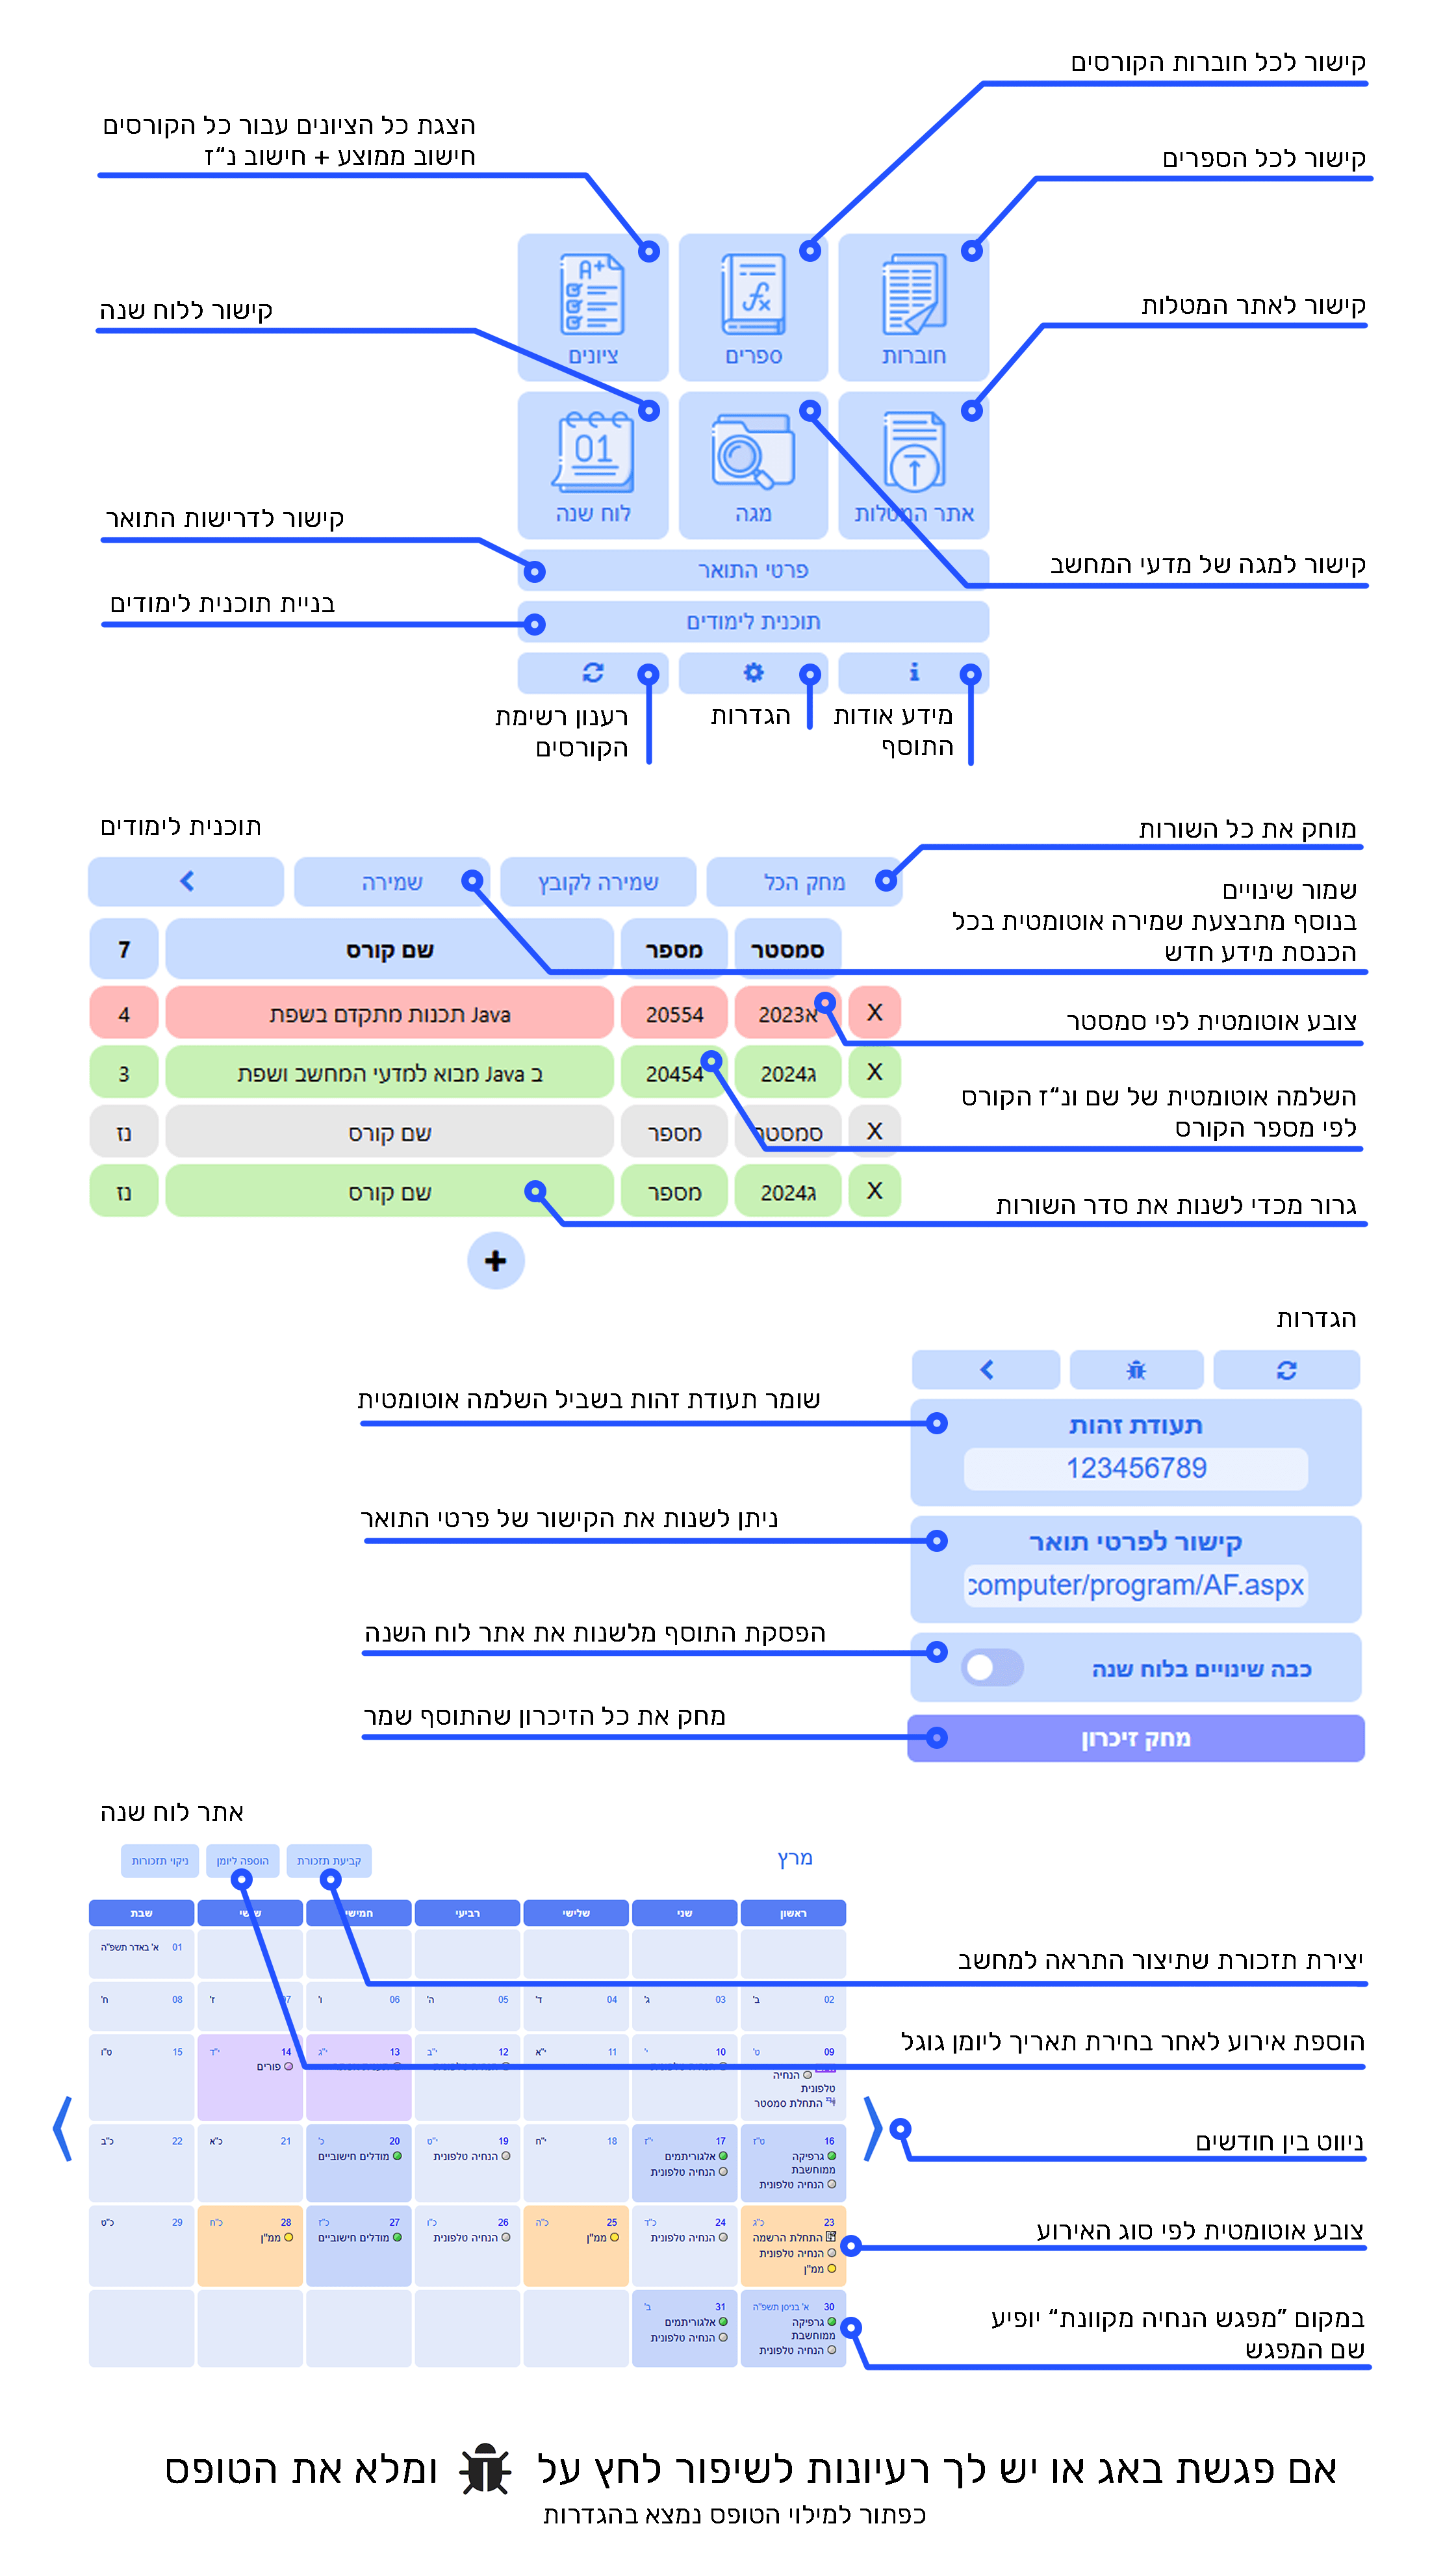 קישור לכל חוברות הקורסים
הצגת כל הציונים עבור כל הקורסים
חישוב ממוצע + חישוב נ״ז
קישור לכל הספרים
קישור ללוח שנה
קישור לאתר המטלות
חוברות
ספרים
ציונים
A+
fx
01
אתר המטלות
מגה
לוח שנה
קישור לדרישות התואר
קישור למגה של מדעי המחשב
פרטי התואר
בניית תוכנית לימודים
תוכנית לימודים
מידע אודות
התוסף
הגדרות
רענון רשימת
הקורסים
תוכנית לימודים
מוחק את כל השורות
מחק הכל
שמירה לקובץ
שמירה
שמור שינויים
בנוסף מתבצעת שמירה אוטומטית בכל
הכנסת מידע חדש
סמסטר מספר שם קורס 7
X 2023א 20554 Java תכנות מתקדם בשפת 4
צובע אוטומטית לפי סמסטר
X 2024ג 20454 ב Java מבוא למדעי המחשב ושפת 3
השלמה אוטומטית של שם ונ״ז הקורס
לפי מספר הקורס
X סמסטר מספר שם קורס נז
X 2024ג מספר שם קורס נז
גרור מכדי לשנות את סדר השורות
הגדרות
שומר תעודת זהות בשביל השלמה אוטומטית
תעודת זהות
123456789
ניתן לשנות את הקישור של פרטי התואר
קישור לפרטי תואר
computer/program/AF.aspx
הפסקת התוסף מלשנות את אתר לוח השנה
כבה שינויים בלוח שנה
מחק את כל הזיכרון שהתוסף שמר
מחק זיכרון
אתר לוח שנה
מרץ
קביעת תזכורת
הוספה ליומן
ניקוי תזכורות
ראשון שני שלישי רביעי חמישי שישי שבת
01 א' באדר תשפ"ה
יצירת תזכורת שתיצור התראה למחשב
02 ב' 03 ג' 04 ד' 05 ה' 06 ו' 07 ז' 08 ח'
הוספת אירוע לאחר בחירת תאריך ליומן גוגל
09 ט' 10 י' 11 י"א 12 י"ב 13 י"ג 14 י"ד 15 ט"ו
פורים
הנחיה
טלפונית
התחלת סמסטר
ניווט בין חודשים
16 ט"ז 17 י"ז 18 י"ח 19 י"ט 20 כ' 21 כ"א 22 כ"ב
גרפיקה אלגוריתמים הנחיה טלפונית מודלים חישוביים
ממוחשבת הנחיה טלפונית
הנחיה טלפונית
צובע אוטומטית לפי סוג האירוע
23 כ"ג 24 כ"ד 25 כ"ה 26 כ"ו 27 כ"ז 28 כ"ח 29 כ"ט
התחלת הרשמה הנחיה טלפונית ממ"ן הנחיה טלפונית מודלים חישוביים ממ"ן
הנחיה טלפונית
ממ"ן
30 א' בניסן תשפ"ה 31 ב'
גרפיקה אלגוריתמים
ממוחשבת הנחיה טלפונית
הנחיה טלפונית
במקום ״מפגש הנחיה מקוונת״ יופיע
שם המפגש
אם פגשת באג או יש לך רעיונות לשיפור לחץ על ומלא את הטופס
כפתור למילוי הטופס נמצא בהגדרות